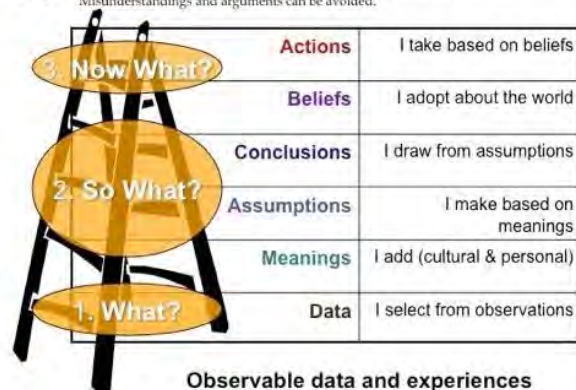 Misunderstandings and arguments can be avoided.
3. Now What?
Actions
I take based on beliefs
Beliefs
I adopt about the world
Conclusions
I draw from assumptions
2. So What?
Assumptions
I make based on
meanings
Meanings
I add (cultural & personal)
1. What?
Data
I select from observations
Observable data and experiences